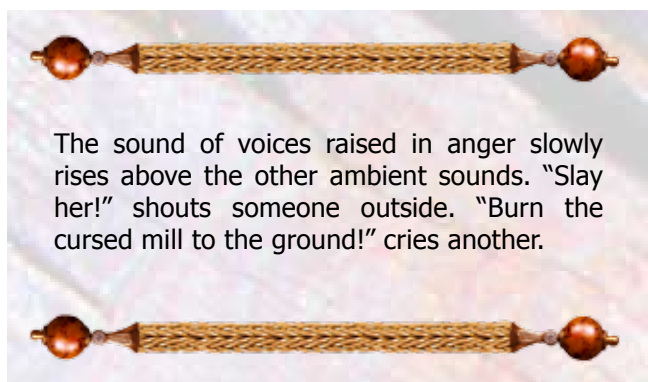 The sound of voices raised in anger slowly
rises above the other ambient sounds. “Slay
her!” shouts someone outside. “Burn the
cursed mill to the ground!” cries another.